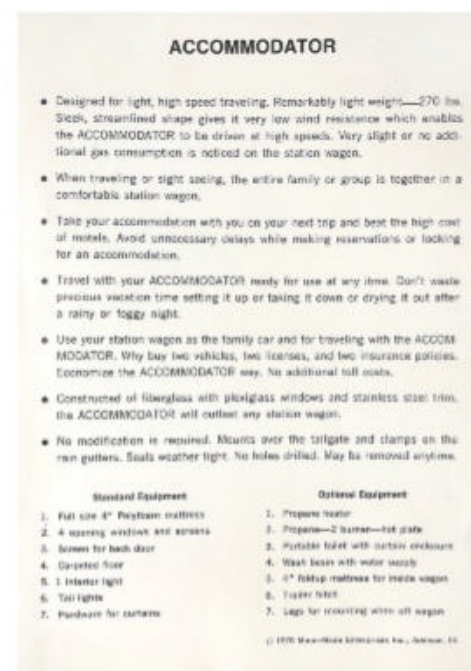 ACCOMMODATOR
● Designed for light, high speed traveling. Remarkably light weight—270 lbs.
Sleek, streamlined shape gives it very low wind resistance which enables
the ACCOMMODATOR to be driven at high speeds. Very slight or no addi-
tional gas consumption is noticed on the station wagon.
● When traveling or sight seeing, the entire family or group is together in a
comfortable station wagon.
● Take your accommodation with you on your next trip and beat the high cost
of motels. Avoid unnecessary delays while making reservations or looking
for an accommodation.
● Travel with your ACCOMMODATOR ready for use at any time. Don't waste
precious vacation time setting it up or taking it down or drying it out after
a rainy or foggy night.
● Use your station wagon as the family car and for traveling with the ACCOM-
MODATOR. Why buy two vehicles, two licenses, and two insurance policies.
Economize the ACCOMMODATOR way. No additional toll costs.
● Constructed of fiberglass with plexiglass windows and stainless steel trim,
the ACCOMMODATOR will outlast any station wagon.
● No modification is required. Mounts over the tailgate and clamps on the
rain gutters. Seals weather tight. No holes drilled. May be removed anytime.
Standard Equipment
1. Full size 4" Polyfoam mattress
2. 4 opening windows and screens
3. Screen for back door
4. Carpeted floor
5. 1 interior light
6. Tail lights
7. Hardware for curtains
Optional Equipment
1. Propane heater
2. Propane—2 burner—hot plate
3. Portable toilet with curtain enclosure
4. Wash basin with water supply
5. 4" foldup mattress for inside wagon
6. Trailer hitch
7. Legs for mounting when off wagon
© 1970 Enterprises Inc.,